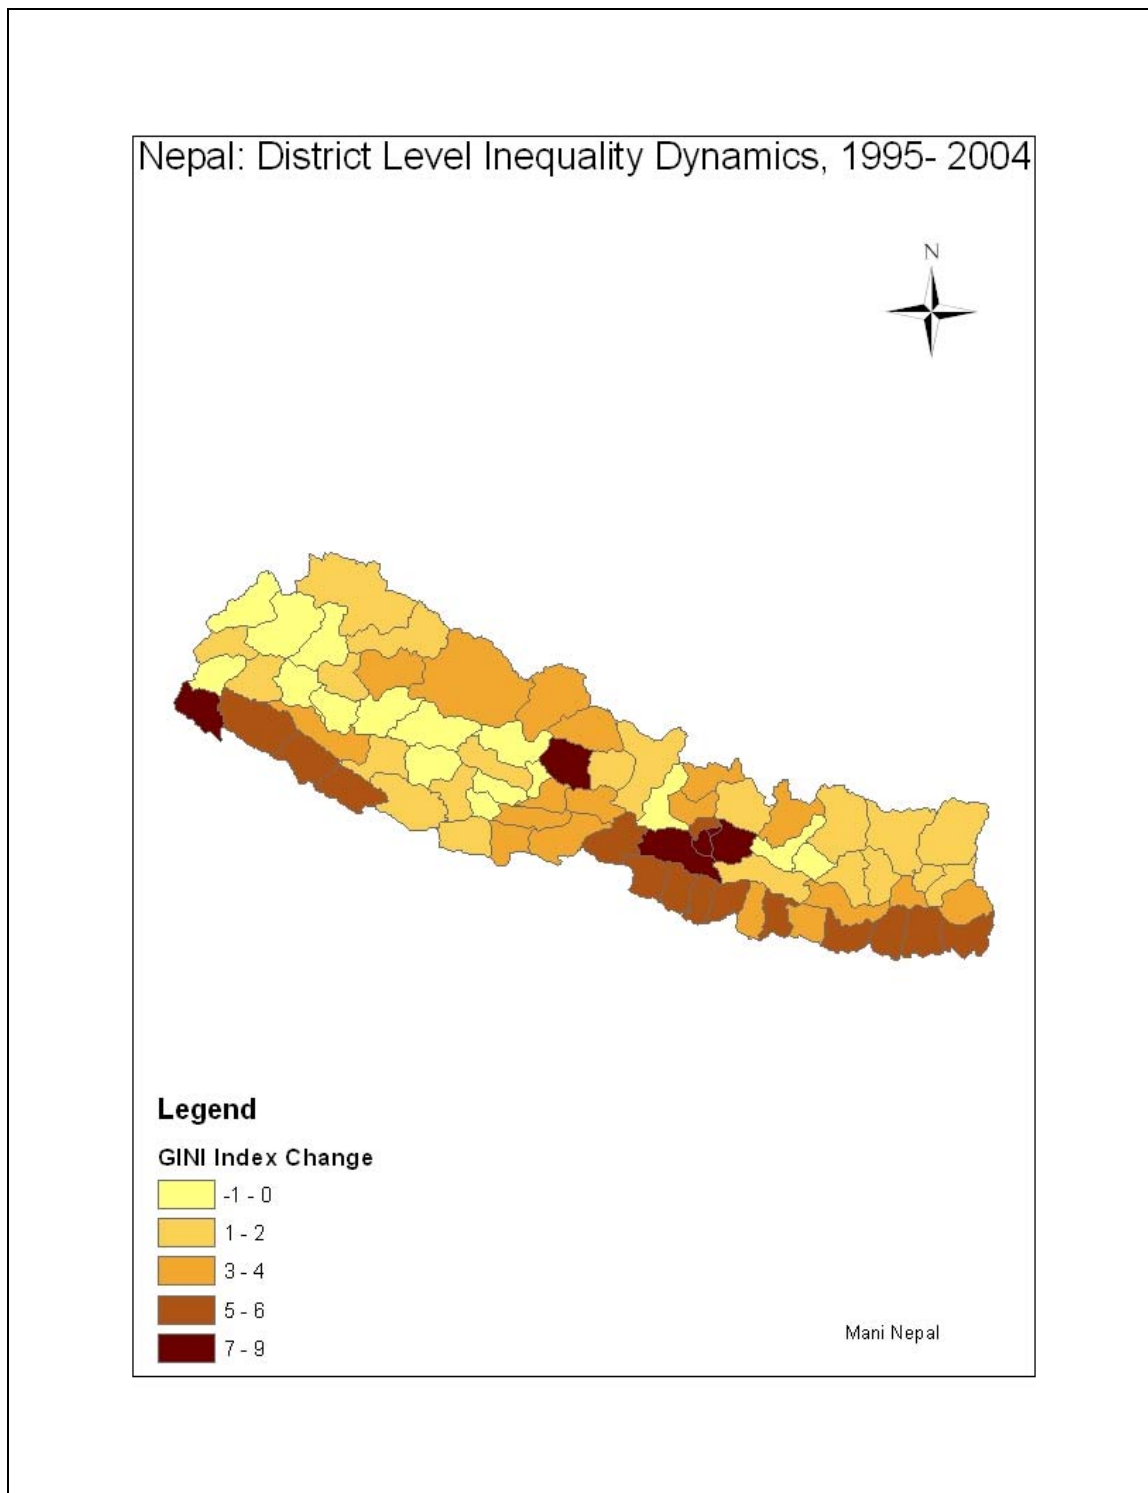 Nepal: District Level Inequality Dynamics, 1995- 2004
N
Legend
GINI Index Change
-1 - 0
1 - 2
3 - 4
5 - 6
7 - 9
Mani Nepal